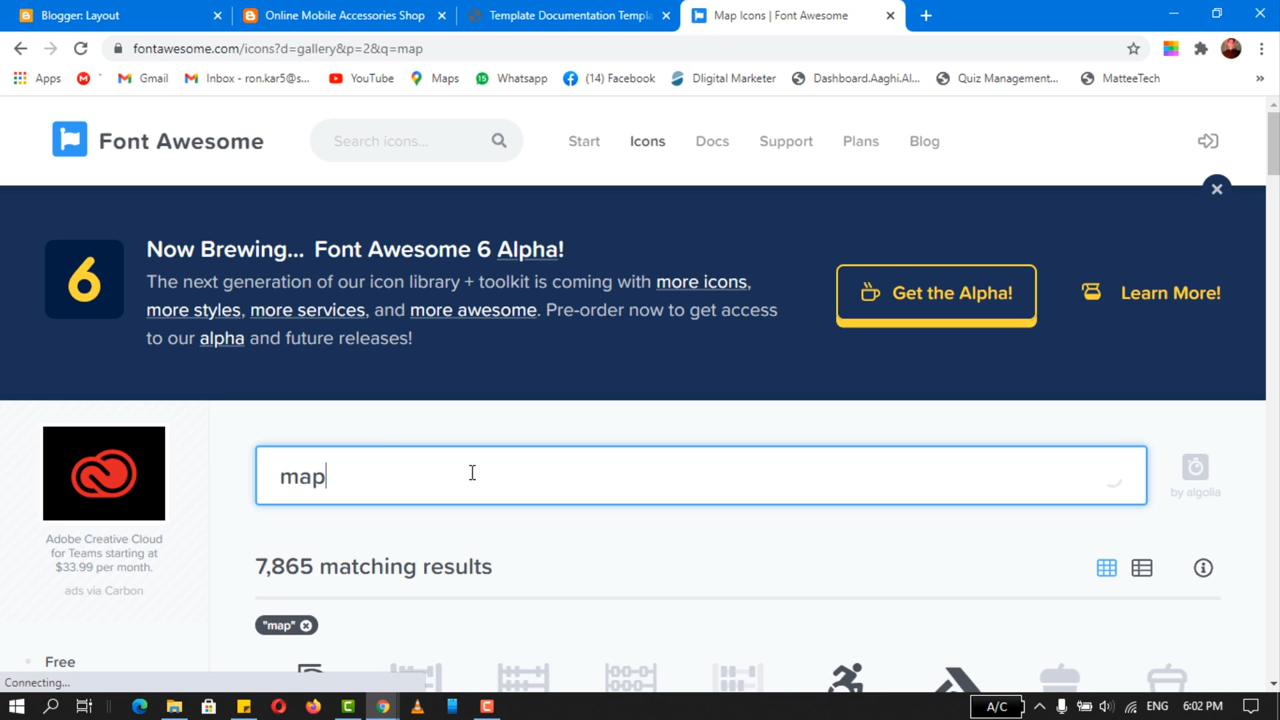 Blogger: Layout
Online Mobile Accessories Shop
Template Documentation Templa
Map Icons | Font Awesome
fontawesome.com/icons?d=gallery&p=2&q=map
Apps
Gmail
Inbox - ron.kar5@s...
YouTube
Maps
Whatsapp
(14) Facebook
DIigital Marketer
Dashboard.Aaghi.Al...
Quiz Management...
MatteeTech
Font Awesome
Search icons...
Start
Icons
Docs
Support
Plans
Blog
6
Now Brewing... Font Awesome 6 Alpha!
The next generation of our icon library + toolkit is coming with more icons,
more styles, more services, and more awesome. Pre-order now to get access
to our alpha and future releases!
Get the Alpha!
Learn More!
map
by algolia
Adobe Creative Cloud
for Teams starting at
$33.99 per month.
ads via Carbon
7,865 matching results
"map"
Free
Connecting...
A/C
ENG
6:02 PM